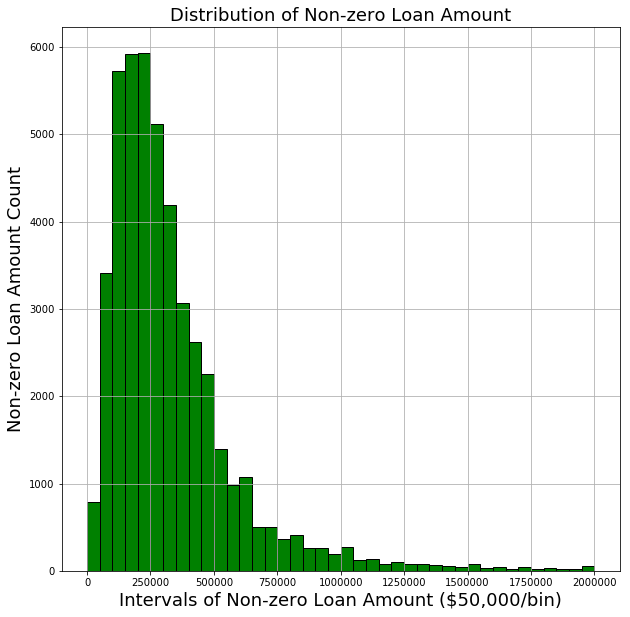 Distribution of Non-zero Loan Amount
6000
5000
4000
3000
2000
1000
0
Non-zero Loan Amount Count
0 250000 500000 750000 1000000 1250000 1500000 1750000 2000000
Intervals of Non-zero Loan Amount ($50,000/bin)